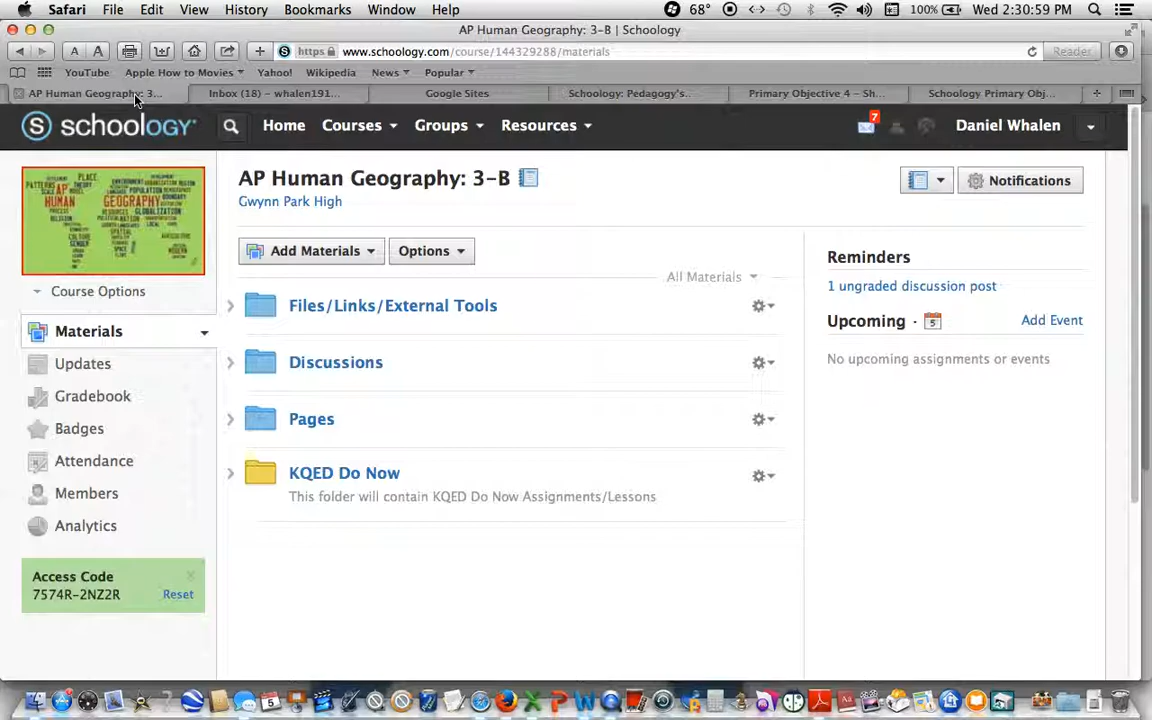 Safari File Edit View History Bookmarks Window Help 68° 100% Wed 2:30:59 PM
AP Human Geography: 3-B | Schoology
A A + S https www.schoology.com/course/144329288/materials Reader
YouTube Apple How to Movies Yahoo! Wikipedia News Popular
AP Human Geography: 3... Inbox (18) – whalen191... Google Sites Schoology: Pedagogy's... Primary Objective 4 – Sh... Schoology Primary Obj... +
S schoology Home Courses Groups Resources 7 Daniel Whalen
AP Human Geography: 3-B
Notifications
Gwynn Park High
Add Materials Options
All Materials
Course Options
Materials
Updates
Gradebook
Badges
Attendance
Members
Analytics
Access Code
7574R-2NZ2R Reset
Files/Links/External Tools
Discussions
Pages
KQED Do Now
This folder will contain KQED Do Now Assignments/Lessons
Reminders
1 ungraded discussion post
Upcoming · 5 Add Event
No upcoming assignments or events
HUMAN GEOGRAPHY